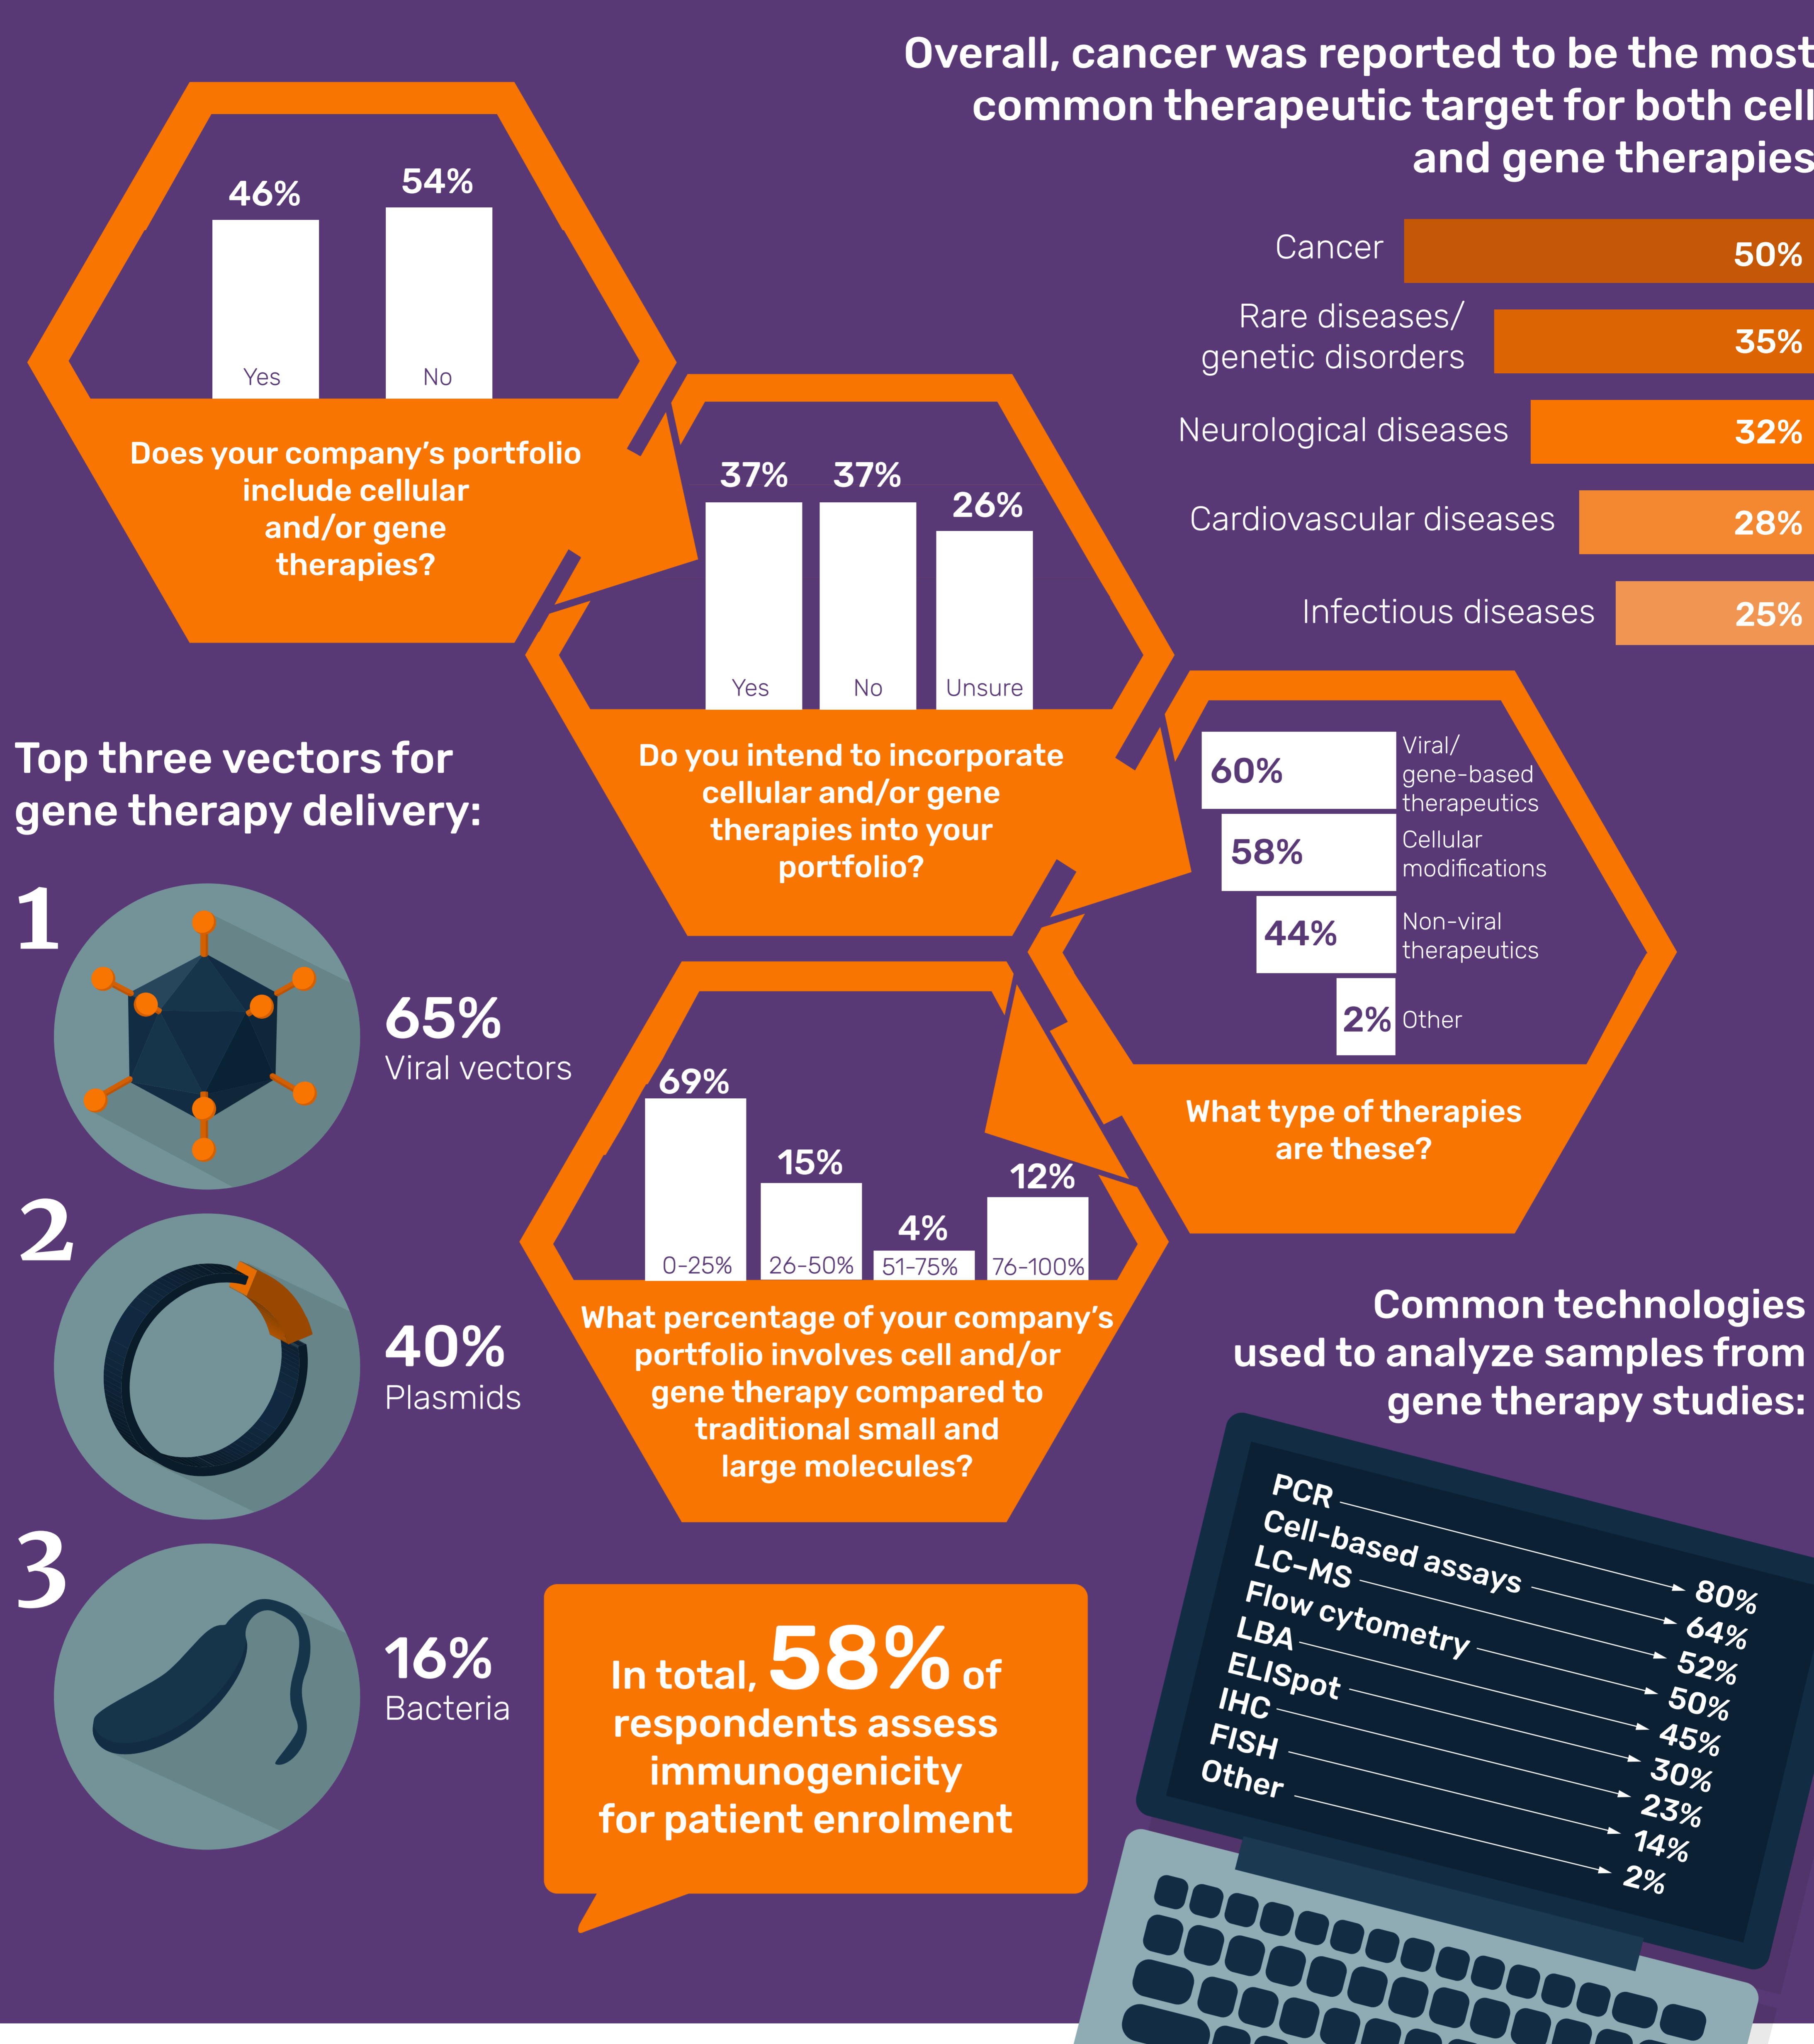 Overall, cancer was reported to be the most
common therapeutic target for both cell
and gene therapies
Cancer
50%
Rare diseases/
genetic disorders
35%
Neurological diseases
32%
Cardiovascular diseases
28%
Infectious diseases
25%
46%
54%
Yes
No
Does your company’s portfolio
include cellular
and/or gene
therapies?
37%
37%
26%
Yes
No
Unsure
Do you intend to incorporate
cellular and/or gene
therapies into your
portfolio?
60%
Viral/
gene-based
therapeutics
58%
Cellular
modifications
44%
Non-viral
therapeutics
2%
Other
What type of therapies
are these?
69%
15%
4%
12%
0-25%
26-50%
51-75%
76-100%
What percentage of your company’s
portfolio involves cell and/or
gene therapy compared to
traditional small and
large molecules?
Top three vectors for
gene therapy delivery:
1
65%
Viral vectors
2
40%
Plasmids
3
16%
Bacteria
In total, 58% of
respondents assess
immunogenicity
for patient enrolment
Common technologies
used to analyze samples from
gene therapy studies:
PCR 80%
Cell-based assays 64%
LC-MS 52%
Flow cytometry 50%
LBA 45%
ELISpot 30%
IHC 23%
FISH 14%
Other 2%